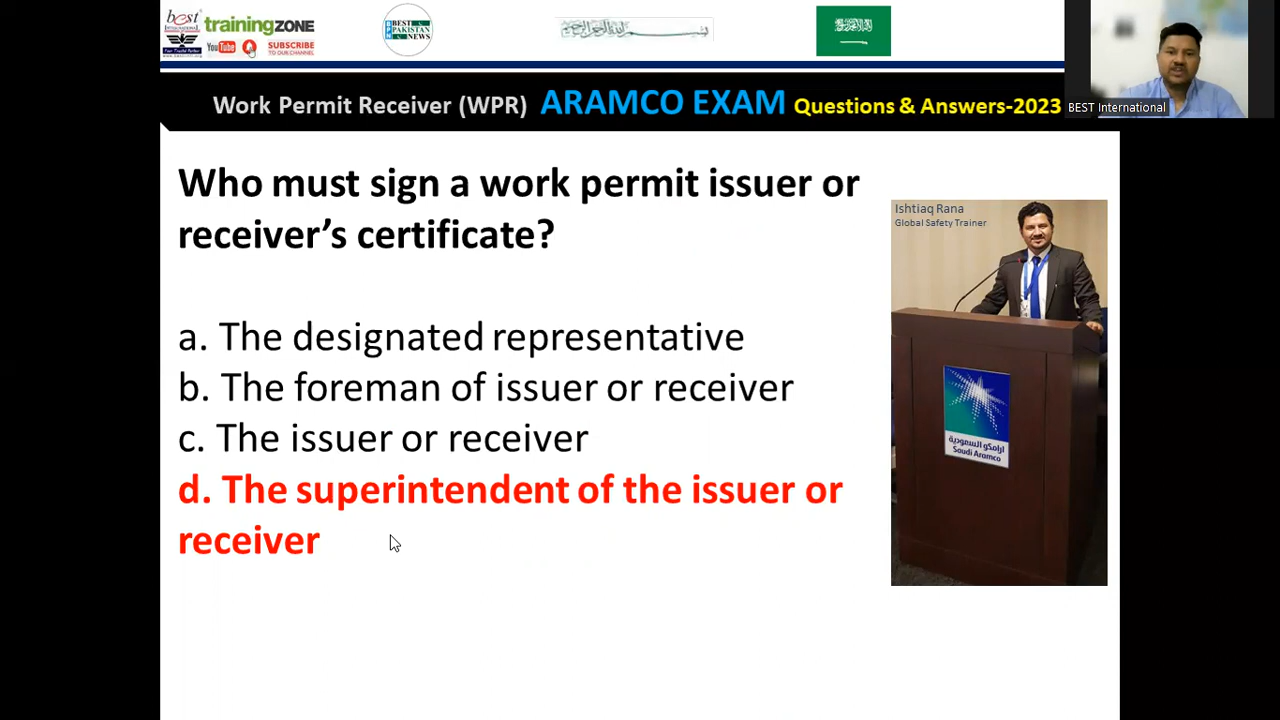 best
INTERNATIONAL
trainingZONE
YouTube
SUBSCRIBE
TO OUR CHANNEL
BEST
PAKISTAN
NEWS
Work Permit Receiver (WPR) ARAMCO EXAM Questions & Answers-2023
BEST International
Who must sign a work permit issuer or
receiver’s certificate?
Ishtiaq Rana
Global Safety Trainer
a. The designated representative
b. The foreman of issuer or receiver
c. The issuer or receiver
d. The superintendent of the issuer or
receiver
أرامكو السعودية
Saudi Aramco